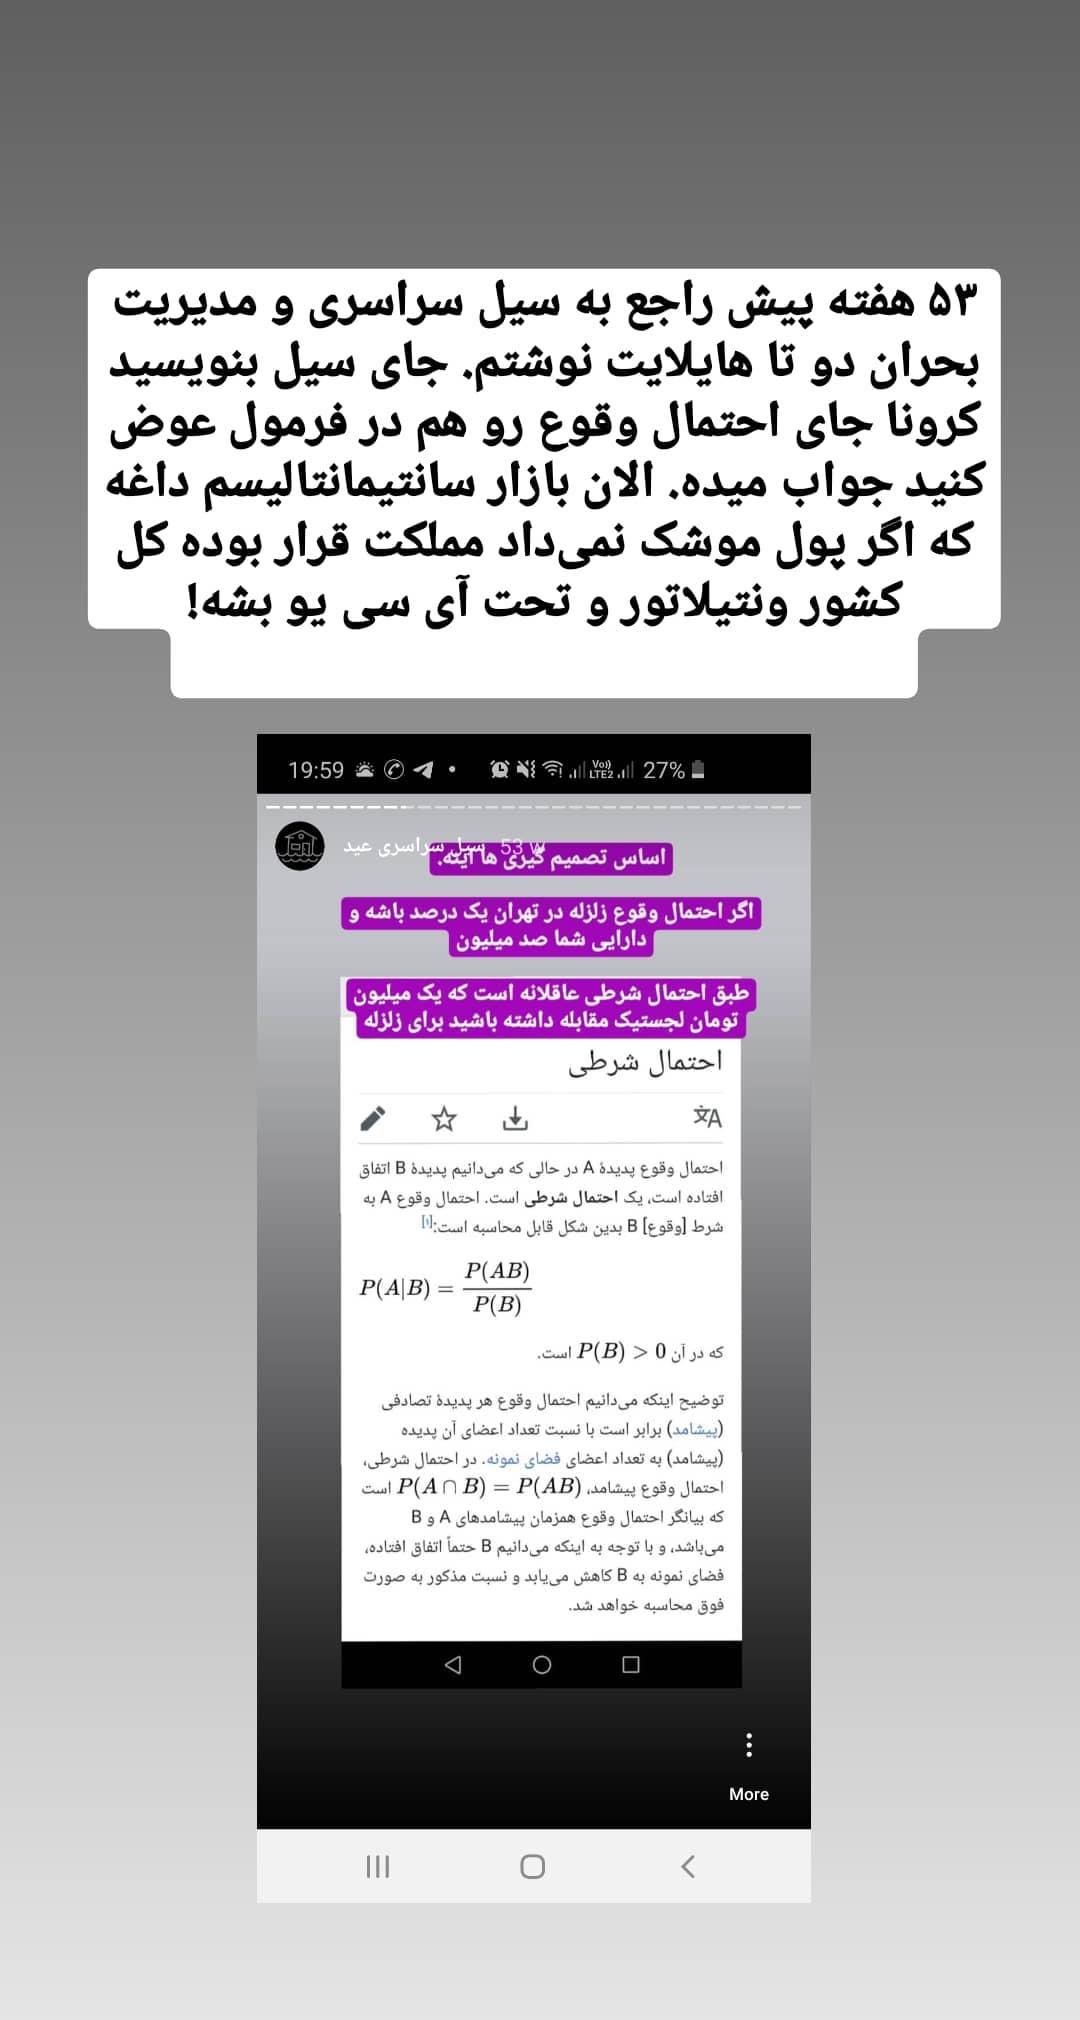 ۵۳ هفته پیش راجع به سیل سراسری و مدیریت
بحران دو تا هایلایت نوشتم. جای سیل بنویسید
کرونا جای احتمال وقوع رو هم در فرمول عوض
کنید جواب میده. الان بازار سانتیمانتالیسم داغه
که اگر پول موشک نمی‌داد مملکت قرار بوده کل
کشور ونتیلاتور و تحت آی سی یو بشه!
19:59 Vo)) LTE2 27%
سیل سراسری عید 53 w
اساس تصمیم گیری ها اینه.
اگر احتمال وقوع زلزله در تهران یک درصد باشه و
دارایی شما صد میلیون
طبق احتمال شرطی عاقلانه است که یک میلیون
تومان لجستیک مقابله داشته باشید برای زلزله
احتمال شرطی
文A
احتمال وقوع پدیدهٔ A در حالی که می‌دانیم پدیدهٔ B اتفاق
افتاده است، یک احتمال شرطی است. احتمال وقوع A به
شرط [وقوع] B بدین شکل قابل محاسبه است:[۱]
P(A|B) = P(AB) / P(B)
که در آن P(B) > 0 است.
توضیح اینکه می‌دانیم احتمال وقوع هر پدیدهٔ تصادفی
(پیشامد) برابر است با نسبت تعداد اعضای آن پدیده
(پیشامد) به تعداد اعضای فضای نمونه. در احتمال شرطی،
احتمال وقوع پیشامد، P(A ∩ B) = P(AB) است
که بیانگر احتمال وقوع همزمان پیشامدهای A و B
می‌باشد، و با توجه به اینکه می‌دانیم B حتماً اتفاق افتاده،
فضای نمونه به B کاهش می‌یابد و نسبت مذکور به صورت
فوق محاسبه خواهد شد.
More